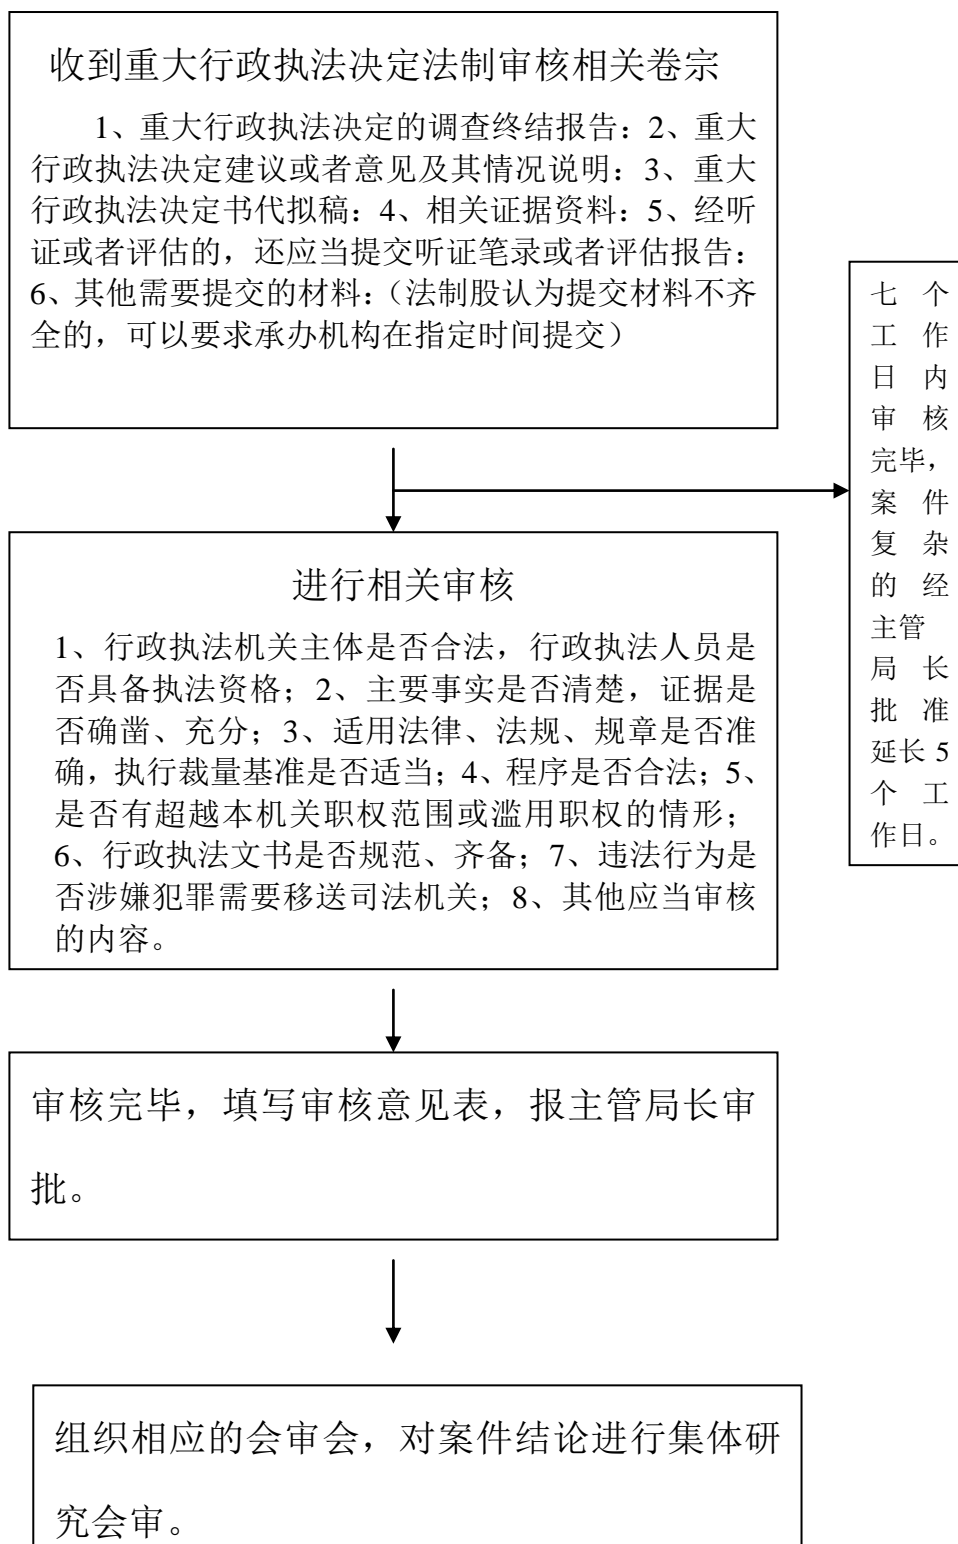 收到重大行政执法决定法制审核相关卷宗
1、重大行政执法决定的调查终结报告：2、重大
行政执法决定建议或者意见及其情况说明：3、重大
行政执法决定书代拟稿：4、相关证据资料：5、经听
证或者评估的，还应当提交听证笔录或者评估报告：
6、其他需要提交的材料：（法制股认为提交材料不齐
全的，可以要求承办机构在指定时间提交）
七个
工作
日内
审核
完毕，
案件
复杂
的经
主管
局长
批准
延长 5
个工
作日。
进行相关审核
1、行政执法机关主体是否合法，行政执法人员是
否具备执法资格；2、主要事实是否清楚，证据是
否确凿、充分；3、适用法律、法规、规章是否准
确，执行裁量基准是否适当；4、程序是否合法；5、
是否有超越本机关职权范围或滥用职权的情形；
6、行政执法文书是否规范、齐备；7、违法行为是
否涉嫌犯罪需要移送司法机关；8、其他应当审核
的内容。
审核完毕，填写审核意见表，报主管局长审
批。
组织相应的会审会，对案件结论进行集体研
究会审。